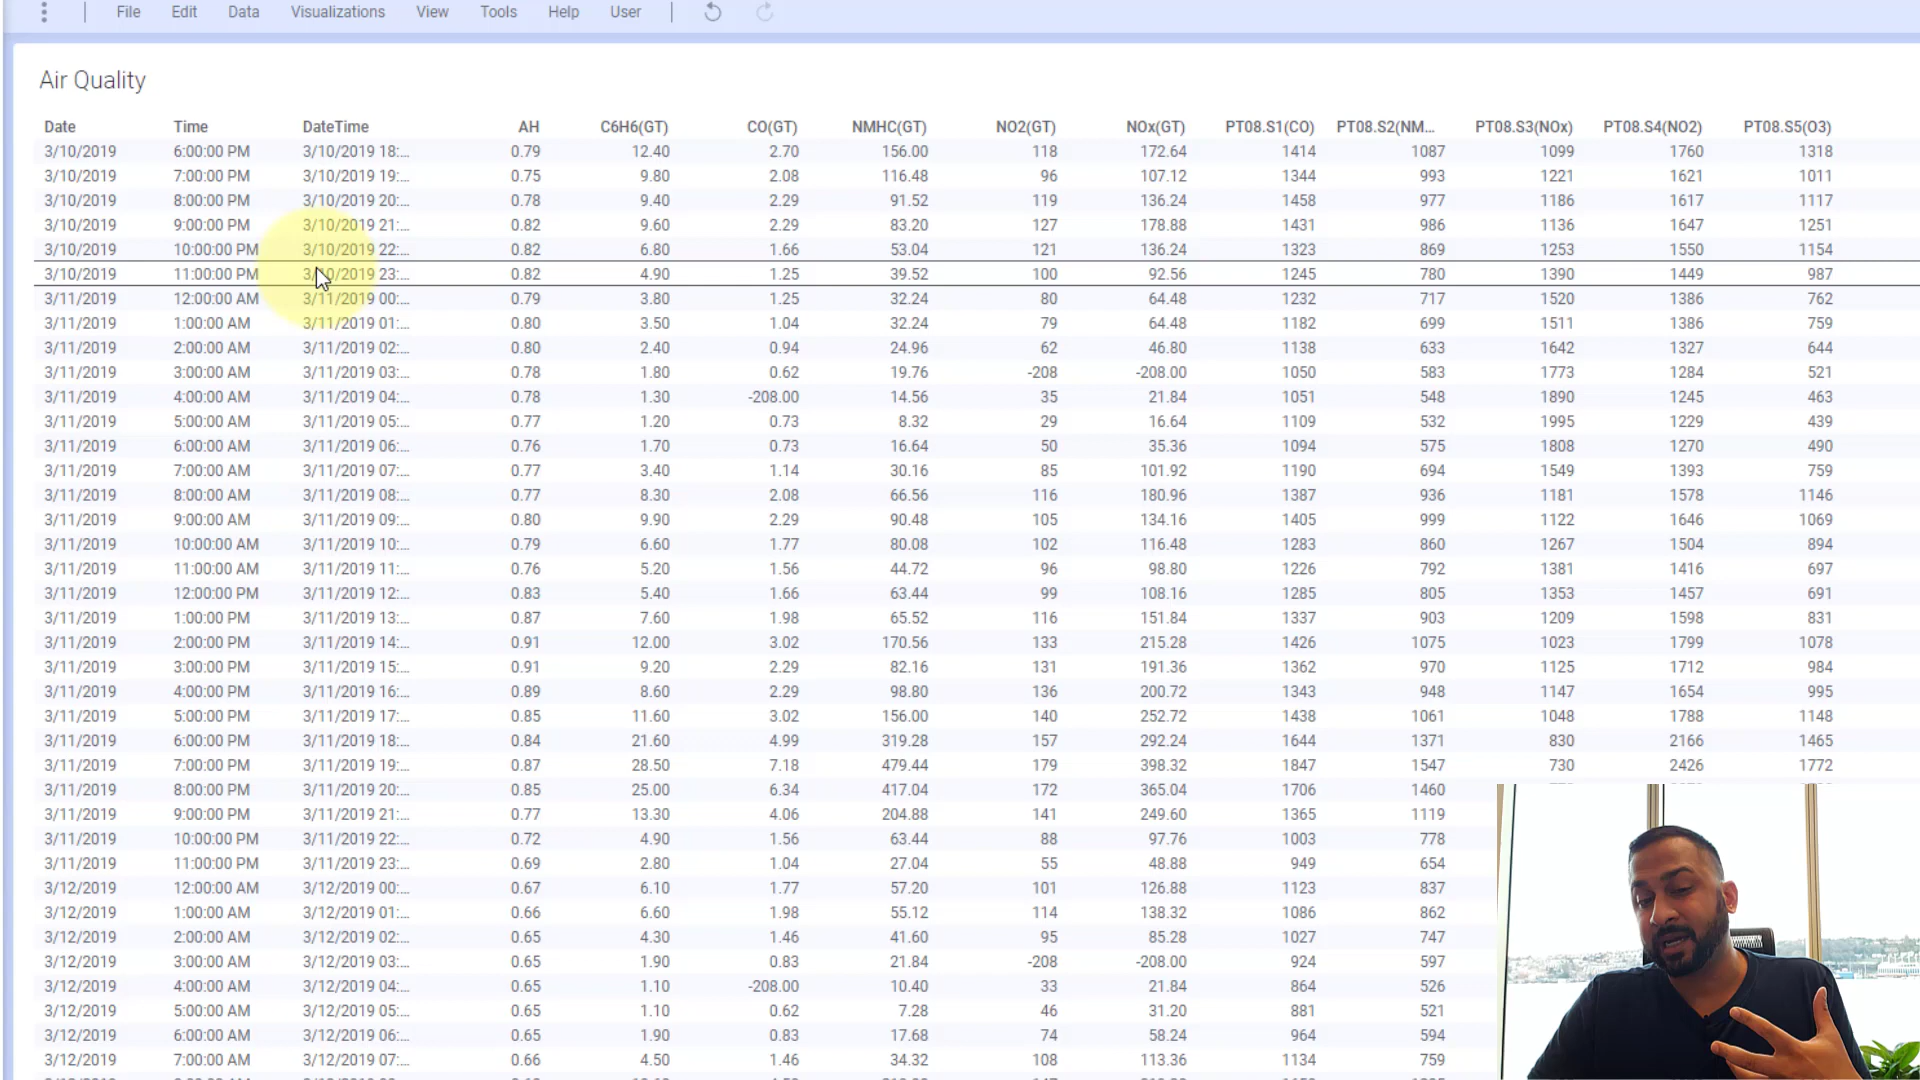 File Edit Data Visualizations View Tools Help User
Air Quality
Date Time DateTime AH C6H6(GT) CO(GT) NMHC(GT) NO2(GT) NOx(GT) PT08.S1(CO) PT08.S2(NM... PT08.S3(NOx) PT08.S4(NO2) PT08.S5(O3)
3/10/2019 6:00:00 PM 3/10/2019 18:... 0.79 12.40 2.70 156.00 118 172.64 1414 1087 1099 1760 1318
3/10/2019 7:00:00 PM 3/10/2019 19:... 0.75 9.80 2.08 116.48 96 107.12 1344 993 1221 1621 1011
3/10/2019 8:00:00 PM 3/10/2019 20:... 0.78 9.40 2.29 91.52 119 136.24 1458 977 1186 1617 1117
3/10/2019 9:00:00 PM 3/10/2019 21:... 0.82 9.60 2.29 83.20 127 178.88 1431 986 1136 1647 1251
3/10/2019 10:00:00 PM 3/10/2019 22:... 0.82 6.80 1.66 53.04 121 136.24 1323 869 1253 1550 1154
3/10/2019 11:00:00 PM 3/10/2019 23:... 0.82 4.90 1.25 39.52 100 92.56 1245 780 1390 1449 987
3/11/2019 12:00:00 AM 3/11/2019 00:... 0.79 3.80 1.25 32.24 80 64.48 1232 717 1520 1386 762
3/11/2019 1:00:00 AM 3/11/2019 01:... 0.80 3.50 1.04 32.24 79 64.48 1182 699 1511 1386 759
3/11/2019 2:00:00 AM 3/11/2019 02:... 0.80 2.40 0.94 24.96 62 46.80 1138 633 1642 1327 644
3/11/2019 3:00:00 AM 3/11/2019 03:... 0.78 1.80 0.62 19.76 -208 -208.00 1050 583 1773 1284 521
3/11/2019 4:00:00 AM 3/11/2019 04:... 0.78 1.30 -208.00 14.56 35 21.84 1051 548 1890 1245 463
3/11/2019 5:00:00 AM 3/11/2019 05:... 0.77 1.20 0.73 8.32 29 16.64 1109 532 1995 1229 439
3/11/2019 6:00:00 AM 3/11/2019 06:... 0.76 1.70 0.73 16.64 50 35.36 1094 575 1808 1270 490
3/11/2019 7:00:00 AM 3/11/2019 07:... 0.77 3.40 1.14 30.16 85 101.92 1190 694 1549 1393 759
3/11/2019 8:00:00 AM 3/11/2019 08:... 0.77 8.30 2.08 66.56 116 180.96 1387 936 1181 1578 1146
3/11/2019 9:00:00 AM 3/11/2019 09:... 0.80 9.90 2.29 90.48 105 134.16 1405 999 1122 1646 1069
3/11/2019 10:00:00 AM 3/11/2019 10:... 0.79 6.60 1.77 80.08 102 116.48 1283 860 1267 1504 894
3/11/2019 11:00:00 AM 3/11/2019 11:... 0.76 5.20 1.56 44.72 96 98.80 1226 792 1381 1416 697
3/11/2019 12:00:00 PM 3/11/2019 12:... 0.83 5.40 1.66 63.44 99 108.16 1285 805 1353 1457 691
3/11/2019 1:00:00 PM 3/11/2019 13:... 0.87 7.60 1.98 65.52 116 151.84 1337 903 1209 1598 831
3/11/2019 2:00:00 PM 3/11/2019 14:... 0.91 12.00 3.02 170.56 133 215.28 1426 1075 1023 1799 1078
3/11/2019 3:00:00 PM 3/11/2019 15:... 0.91 9.20 2.29 82.16 131 191.36 1362 970 1125 1712 984
3/11/2019 4:00:00 PM 3/11/2019 16:... 0.89 8.60 2.29 98.80 136 200.72 1343 948 1147 1654 995
3/11/2019 5:00:00 PM 3/11/2019 17:... 0.85 11.60 3.02 156.00 140 252.72 1438 1061 1048 1788 1148
3/11/2019 6:00:00 PM 3/11/2019 18:... 0.84 21.60 4.99 319.28 157 292.24 1644 1371 830 2166 1465
3/11/2019 7:00:00 PM 3/11/2019 19:... 0.87 28.50 7.18 479.44 179 398.32 1847 1547 730 2426 1772
3/11/2019 8:00:00 PM 3/11/2019 20:... 0.85 25.00 6.34 417.04 172 365.04 1706 1460
3/11/2019 9:00:00 PM 3/11/2019 21:... 0.77 13.30 4.06 204.88 141 249.60 1365 1119
3/11/2019 10:00:00 PM 3/11/2019 22:... 0.72 4.90 1.56 63.44 88 97.76 1003 778
3/11/2019 11:00:00 PM 3/11/2019 23:... 0.69 2.80 1.04 27.04 55 48.88 949 654
3/12/2019 12:00:00 AM 3/12/2019 00:... 0.67 6.10 1.77 57.20 101 126.88 1123 837
3/12/2019 1:00:00 AM 3/12/2019 01:... 0.66 6.60 1.98 55.12 114 138.32 1086 862
3/12/2019 2:00:00 AM 3/12/2019 02:... 0.65 4.30 1.46 41.60 95 85.28 1027 747
3/12/2019 3:00:00 AM 3/12/2019 03:... 0.65 1.90 0.83 21.84 -208 -208.00 924 597
3/12/2019 4:00:00 AM 3/12/2019 04:... 0.65 1.10 -208.00 10.40 33 21.84 864 526
3/12/2019 5:00:00 AM 3/12/2019 05:... 0.65 1.10 0.62 7.28 46 31.20 881 521
3/12/2019 6:00:00 AM 3/12/2019 06:... 0.65 1.90 0.83 17.68 74 58.24 964 594
3/12/2019 7:00:00 AM 3/12/2019 07:... 0.66 4.50 1.46 34.32 108 113.36 1134 759